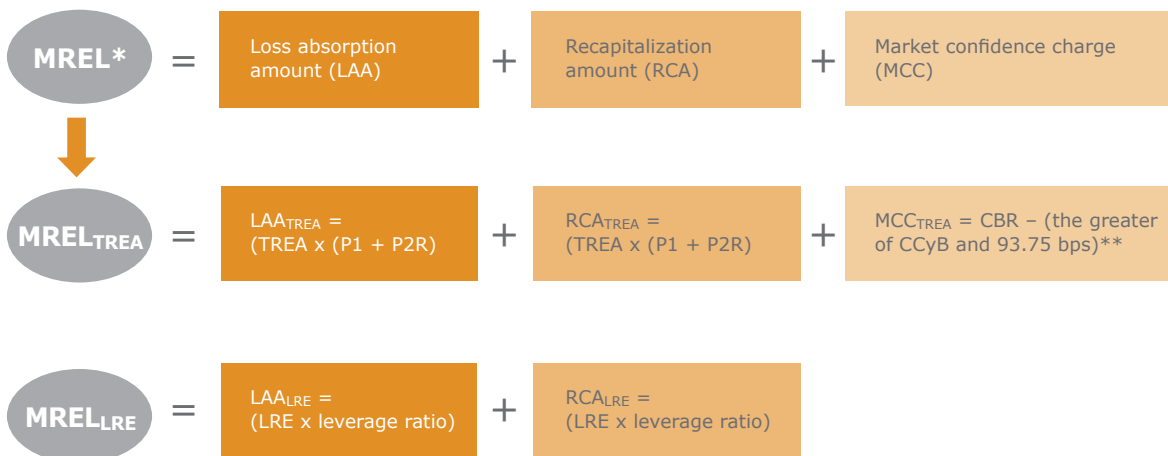 MREL*
=
Loss absorption
amount (LAA)
+
Recapitalization
amount (RCA)
+
Market confidence charge
(MCC)
MRELTREA
=
LAATREA =
(TREA x (P1 + P2R)
+
RCATREA =
(TREA x (P1 + P2R)
+
MCCTREA = CBR – (the greater
of CCyB and 93.75 bps)**
MRELLRE
=
LAALRE =
(LRE x leverage ratio)
+
RCALRE =
(LRE x leverage ratio)